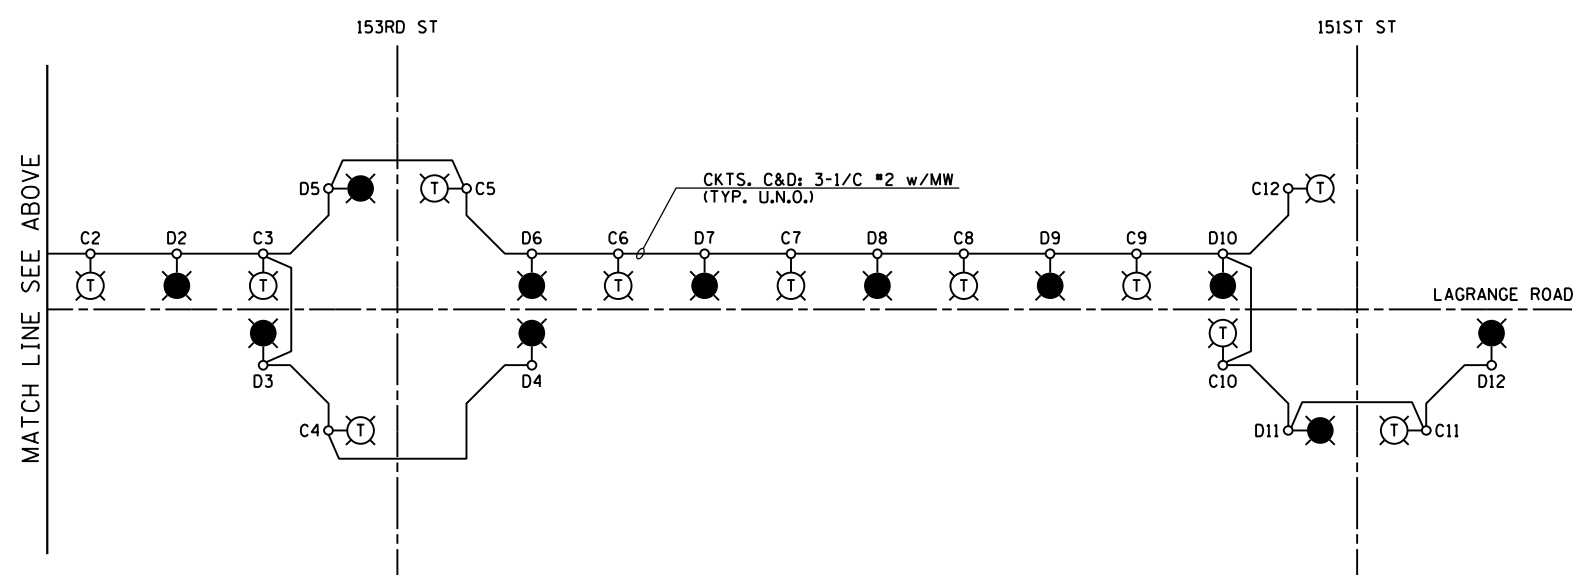 153RD ST
151ST ST
MATCH LINE SEE ABOVE
CKTS. C&D: 3-1/C #2 w/MW
(TYP. U.N.O.)
D5
T
C5
C12
T
C2
D2
C3
D6
C6
D7
C7
D8
C8
D9
C9
D10
T
T
T
T
T
T
LAGRANGE ROAD
T
D3
D4
C10
D12
C4
T
D11
T
C11